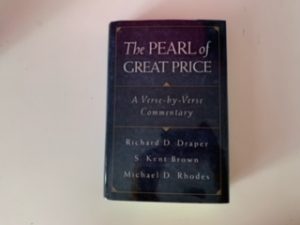 The PEARL of
GREAT PRICE
A Verse-by-Verse
Commentary
Richard D. Draper
S. Kent Brown
Michael D. Rhodes